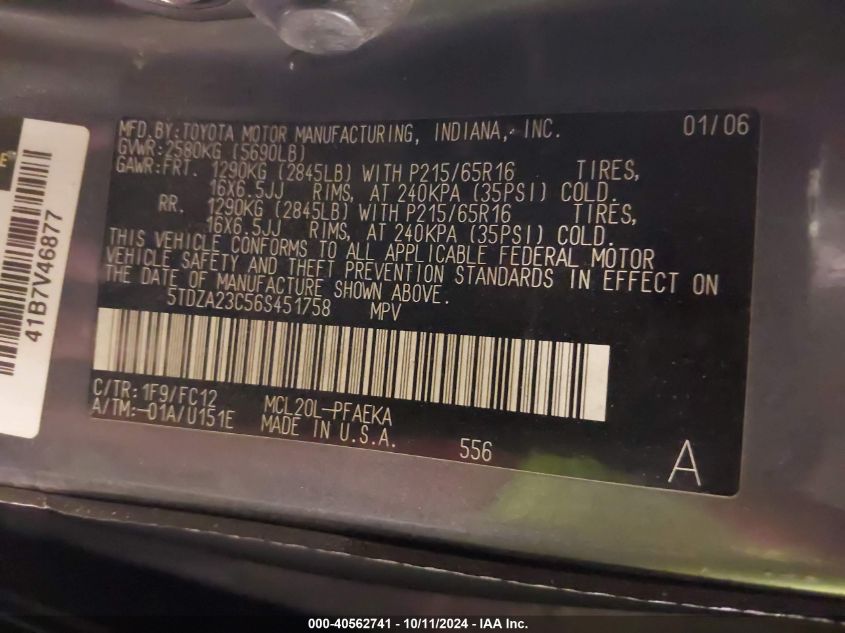 MFD.BY:TOYOTA MOTOR MANUFACTURING, INDIANA, INC. 01/06
GVWR:2580KG (5690LB)
GAWR:FRT. 1290KG (2845LB) WITH P215/65R16 TIRES,
16X6.5JJ RIMS, AT 240KPA (35PSI) COLD.
RR. 1290KG (2845LB) WITH P215/65R16 TIRES,
16X6.5JJ RIMS, AT 240KPA (35PSI) COLD.
THIS VEHICLE CONFORMS TO ALL APPLICABLE FEDERAL MOTOR
VEHICLE SAFETY AND THEFT PREVENTION STANDARDS IN EFFECT ON
THE DATE OF MANUFACTURE SHOWN ABOVE.
5TDZA23C56S451758 MPV
C/TR:1F9/FC12 MCL20L-PFAEKA
A/TM:-01A/U151E MADE IN U.S.A. 556 A
41B7V46877
000-40562741 - 10/11/2024 - IAA Inc.